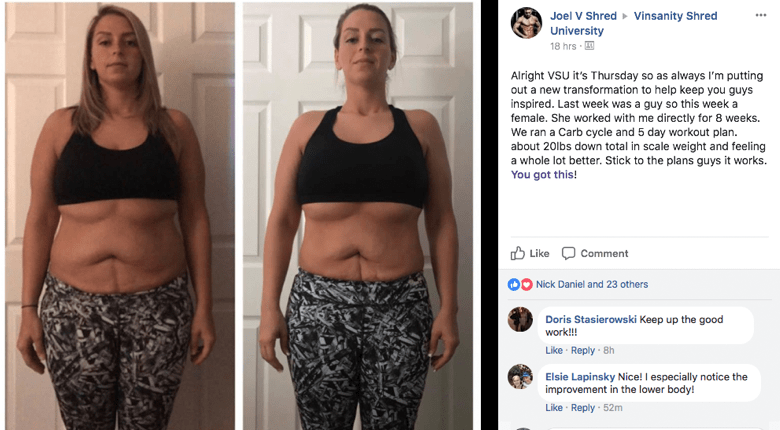 Joel V Shred ▸ Vinsanity Shred
University
18 hrs ·
Alright VSU it's Thursday so as always I'm putting
out a new transformation to help keep you guys
inspired. Last week was a guy so this week a
female. She worked with me directly for 8 weeks.
We ran a Carb cycle and 5 day workout plan.
about 20lbs down total in scale weight and feeling
a whole lot better. Stick to the plans guys it works.
You got this!
Like Comment
Nick Daniel and 23 others
Doris Stasierowski Keep up the good
work!!!
Like · Reply · 8h
Elsie Lapinsky Nice! I especially notice the
improvement in the lower body!
Like · Reply · 52m